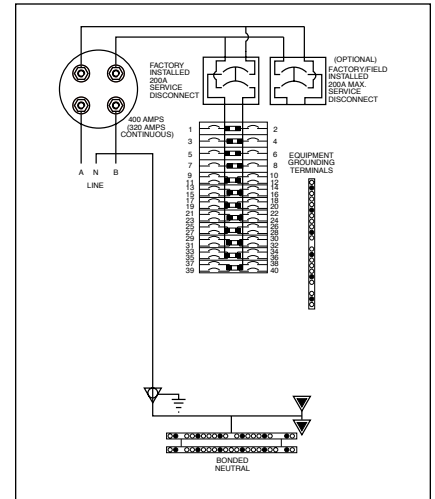 FACTORY
INSTALLED
200A
SERVICE
DISCONNECT
(OPTIONAL)
FACTORY/FIELD
INSTALLED
200A MAX.
SERVICE
DISCONNECT
400 AMPS
(320 AMPS
CONTINUOUS)
A N B
LINE
EQUIPMENT
GROUNDING
TERMINALS
1 2
3 4
5 6
7 8
9 10
11 12
13 14
15 16
17 18
19 20
21 22
23 24
25 26
27 28
29 30
31 32
33 34
35 36
37 38
39 40
BONDED
NEUTRAL